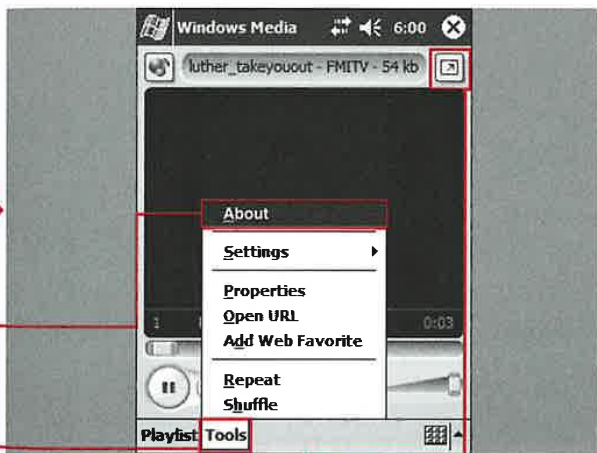 Windows Media 6:00
luther_takeyouout - FMITV - 54 kb
About
Settings
Properties
Open URL
Add Web Favorite
1 0:03
Repeat
Shuffle
Playlist Tools